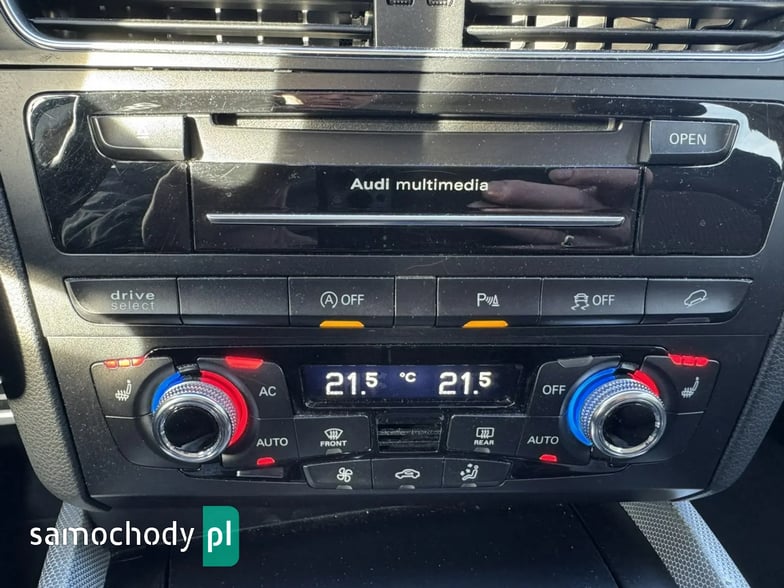 OPEN
Audi multimedia
drive
select
A OFF
P
OFF
21.5 °C 21.5
AC
OFF
AUTO
FRONT
REAR
AUTO
samochody pl